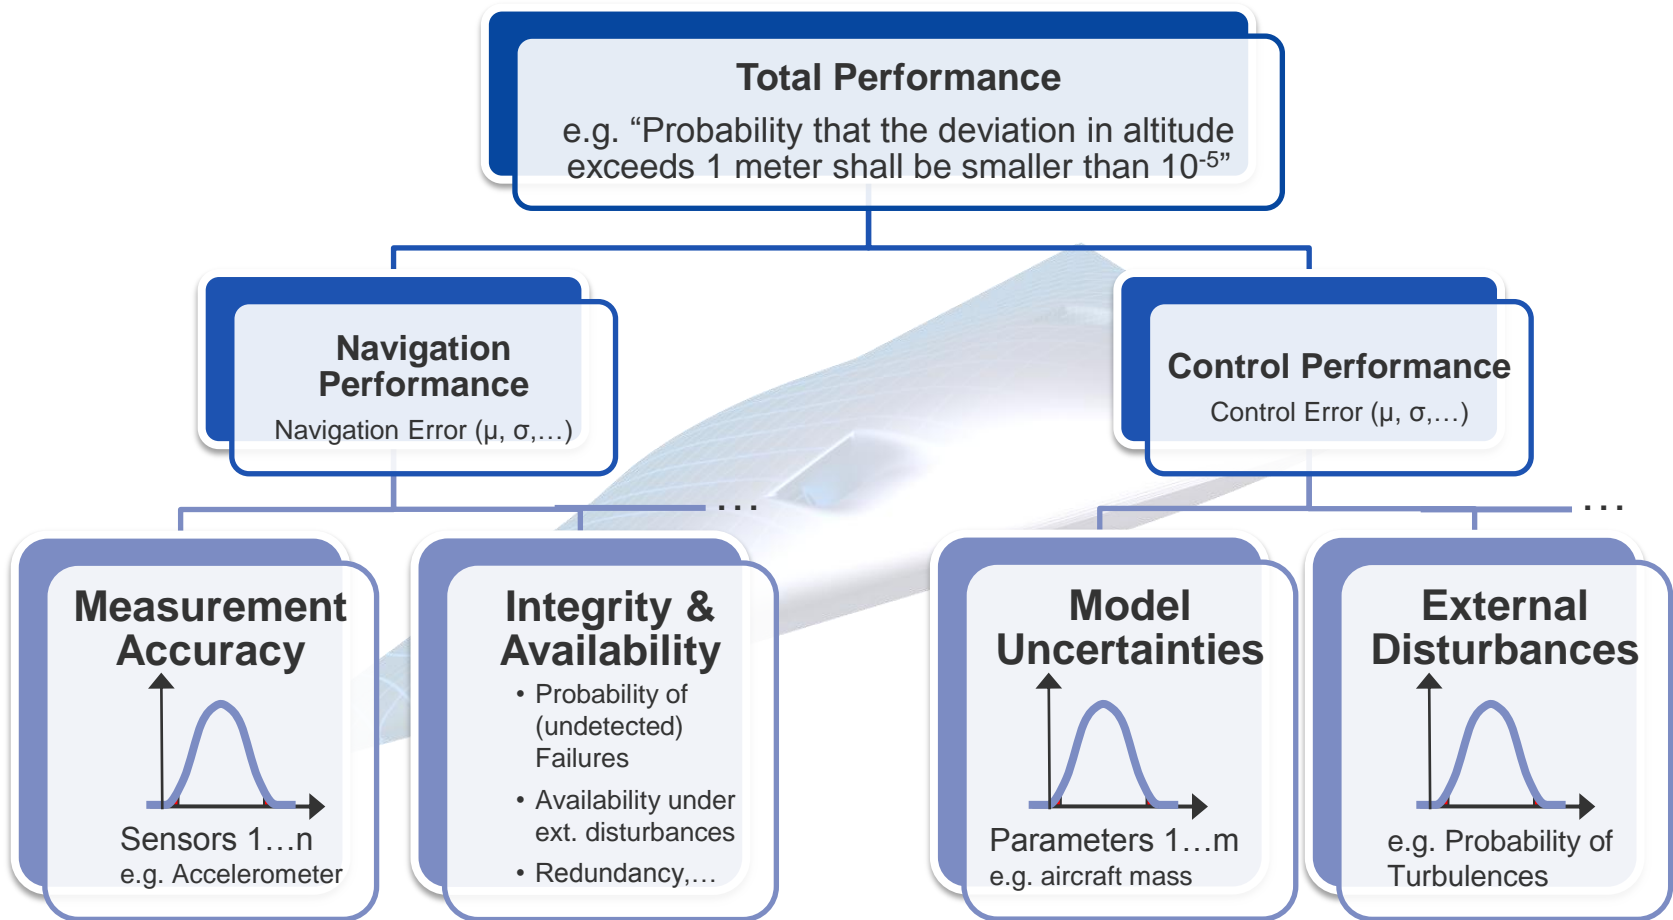 Total Performance
e.g. “Probability that the deviation in altitude
exceeds 1 meter shall be smaller than 10⁻⁵”
Navigation
Performance
Navigation Error (μ, σ,…)
Control Performance
Control Error (μ, σ,…)
…
…
Measurement
Accuracy
Sensors 1…n
e.g. Accelerometer
Integrity &
Availability
• Probability of
(undetected)
Failures
• Availability under
ext. disturbances
• Redundancy,…
Model
Uncertainties
Parameters 1…m
e.g. aircraft mass
External
Disturbances
e.g. Probability of
Turbulences